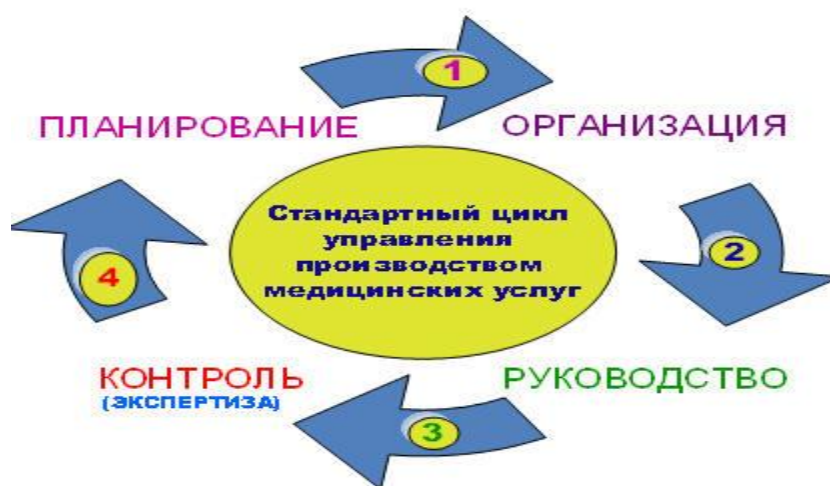 1
ПЛАНИРОВАНИЕ
ОРГАНИЗАЦИЯ
Стандартный цикл
управления
производством
медицинских услуг
4
2
КОНТРОЛЬ
(ЭКСПЕРТИЗА)
РУКОВОДСТВО
3